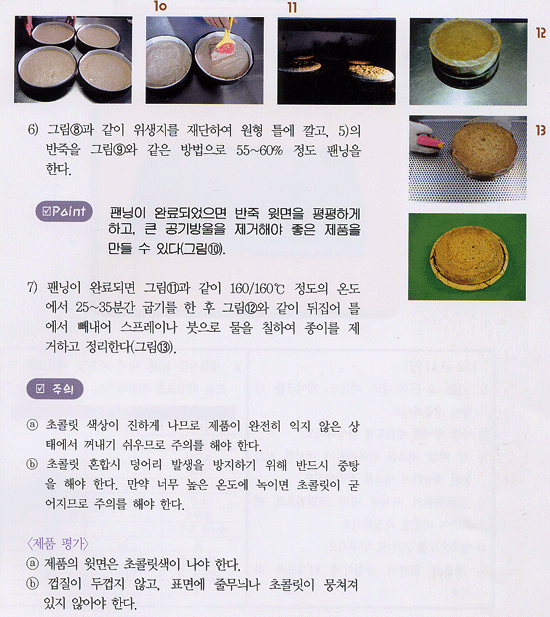 10
11
12
13
6) 그림⑧과 같이 위생지를 재단하여 원형 틀에 깔고, 5)의
반죽을 그림⑨와 같은 방법으로 55~60% 정도 팬닝을
한다.
☑Point
팬닝이 완료되었으면 반죽 윗면을 평평하게
하고, 큰 공기방울을 제거해야 좋은 제품을
만들 수 있다(그림⑩).
7) 팬닝이 완료되면 그림⑪과 같이 160/160℃ 정도의 온도
에서 25~35분간 굽기를 한 후 그림⑫와 같이 뒤집어 틀
에서 빼내어 스프레이나 붓으로 물을 칠하여 종이를 제
거하고 정리한다(그림⑬).
☑ 주의
ⓐ 초콜릿 색상이 진하게 나므로 제품이 완전히 익지 않은 상
태에서 꺼내기 쉬우므로 주의를 해야 한다.
ⓑ 초콜릿 혼합시 덩어리 발생을 방지하기 위해 반드시 중탕
을 해야 한다. 만약 너무 높은 온도에 녹이면 초콜릿이 굳
어지므로 주의를 해야 한다.
〈제품 평가〉
ⓐ 제품의 윗면은 초콜릿색이 나야 한다.
ⓑ 껍질이 두껍지 않고, 표면에 줄무늬나 초콜릿이 뭉쳐져
있지 않아야 한다.